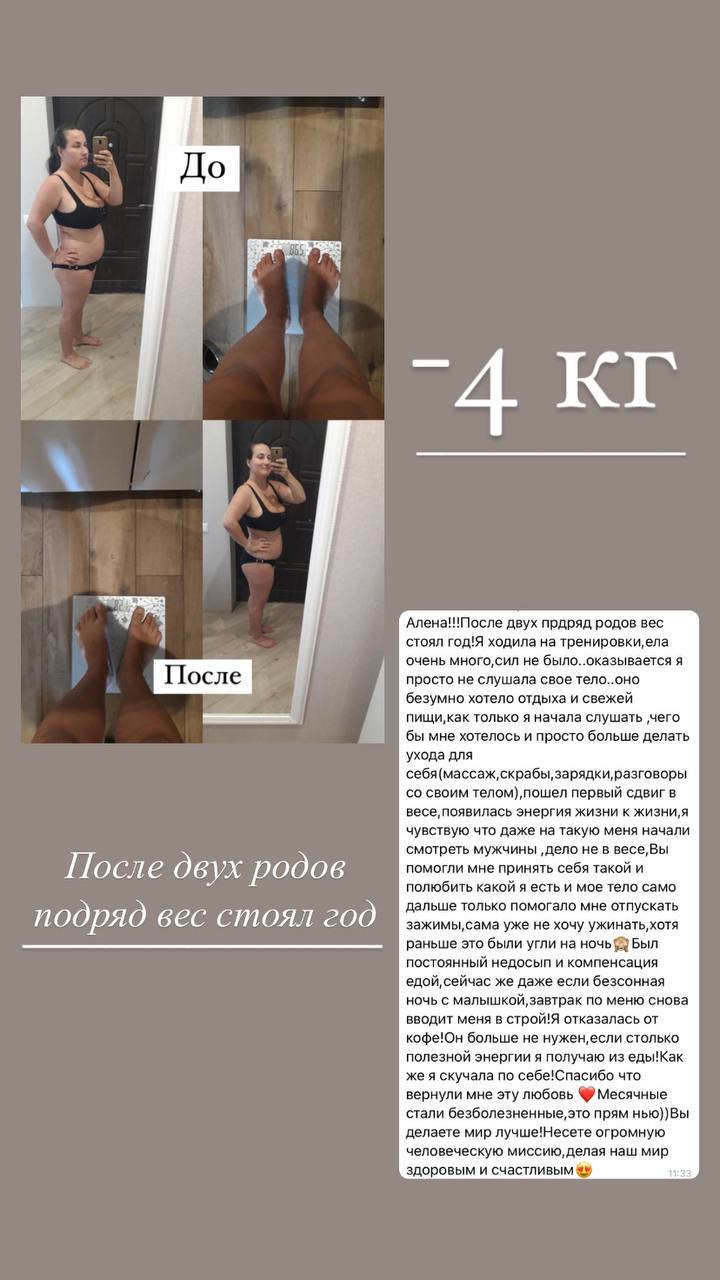 До
865
-4 кг
После
После двух родов
подряд вес стоял год
Алена!!!После двух прдряд родов вес
стоял год!Я ходила на тренировки,ела
очень много,сил не было..оказывается я
просто не слушала свое тело..оно
безумно хотело отдыха и свежей
пищи,как только я начала слушать ,чего
бы мне хотелось и просто больше делать
ухода для
себя(массаж,скрабы,зарядки,разговоры
со своим телом),пошел первый сдвиг в
весе,появилась энергия жизни к жизни,я
чувствую что даже на такую меня начали
смотреть мужчины ,дело не в весе,Вы
помогли мне принять себя такой и
полюбить какой я есть и мое тело само
дальше только помогало мне отпускать
зажимы,сама уже не хочу ужинать,хотя
раньше это были угли на ночь🙈Был
постоянный недосып и компенсация
едой,сейчас же даже если безсонная
ночь с малышкой,завтрак по меню снова
вводит меня в строй!Я отказалась от
кофе!Он больше не нужен,если столько
полезной энергии я получаю из еды!Как
же я скучала по себе!Спасибо что
вернули мне эту любовь ❤️Месячные
стали безболезненные,это прям нью))Вы
делаете мир лучше!Несете огромную
человеческую миссию,делая наш мир
здоровым и счастливым😍
11:33